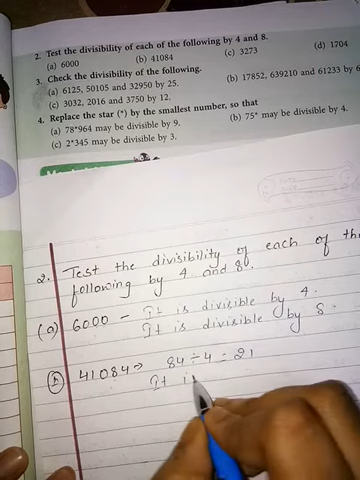 2. Test the divisibility of each of the following by 4 and 8.
(a) 6000 (b) 41084 (c) 3273 (d) 1704
3. Check the divisibility of the following.
(a) 6125, 50105 and 32950 by 25. (b) 17852, 639210 and 61233 by 6
(c) 3032, 2016 and 3750 by 12.
4. Replace the star (*) by the smallest number, so that
(a) 78*964 may be divisible by 9. (b) 75* may be divisible by 4.
(c) 2*345 may be divisible by 3.
2. Test the divisibility of each of the
following by 4 and 8.
(a) 6000 - It is divisible by 4.
It is divisible by 8.
(b) 41084 → 84 ÷ 4 = 21
It i